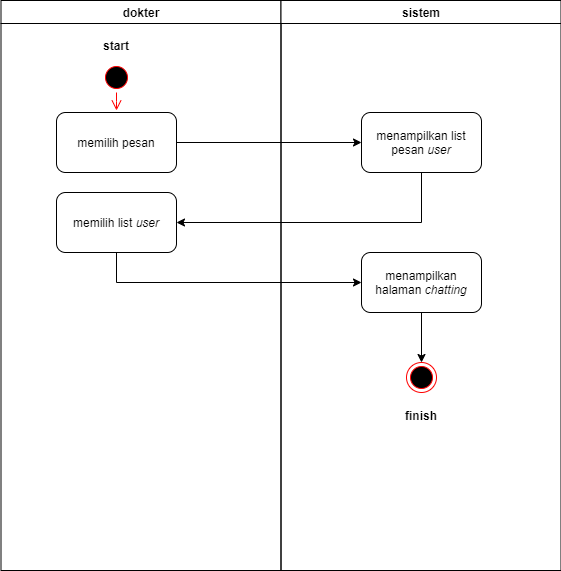 dokter
sistem
start
memilih pesan
menampilkan list
pesan user
memilih list user
menampilkan
halaman chatting
finish